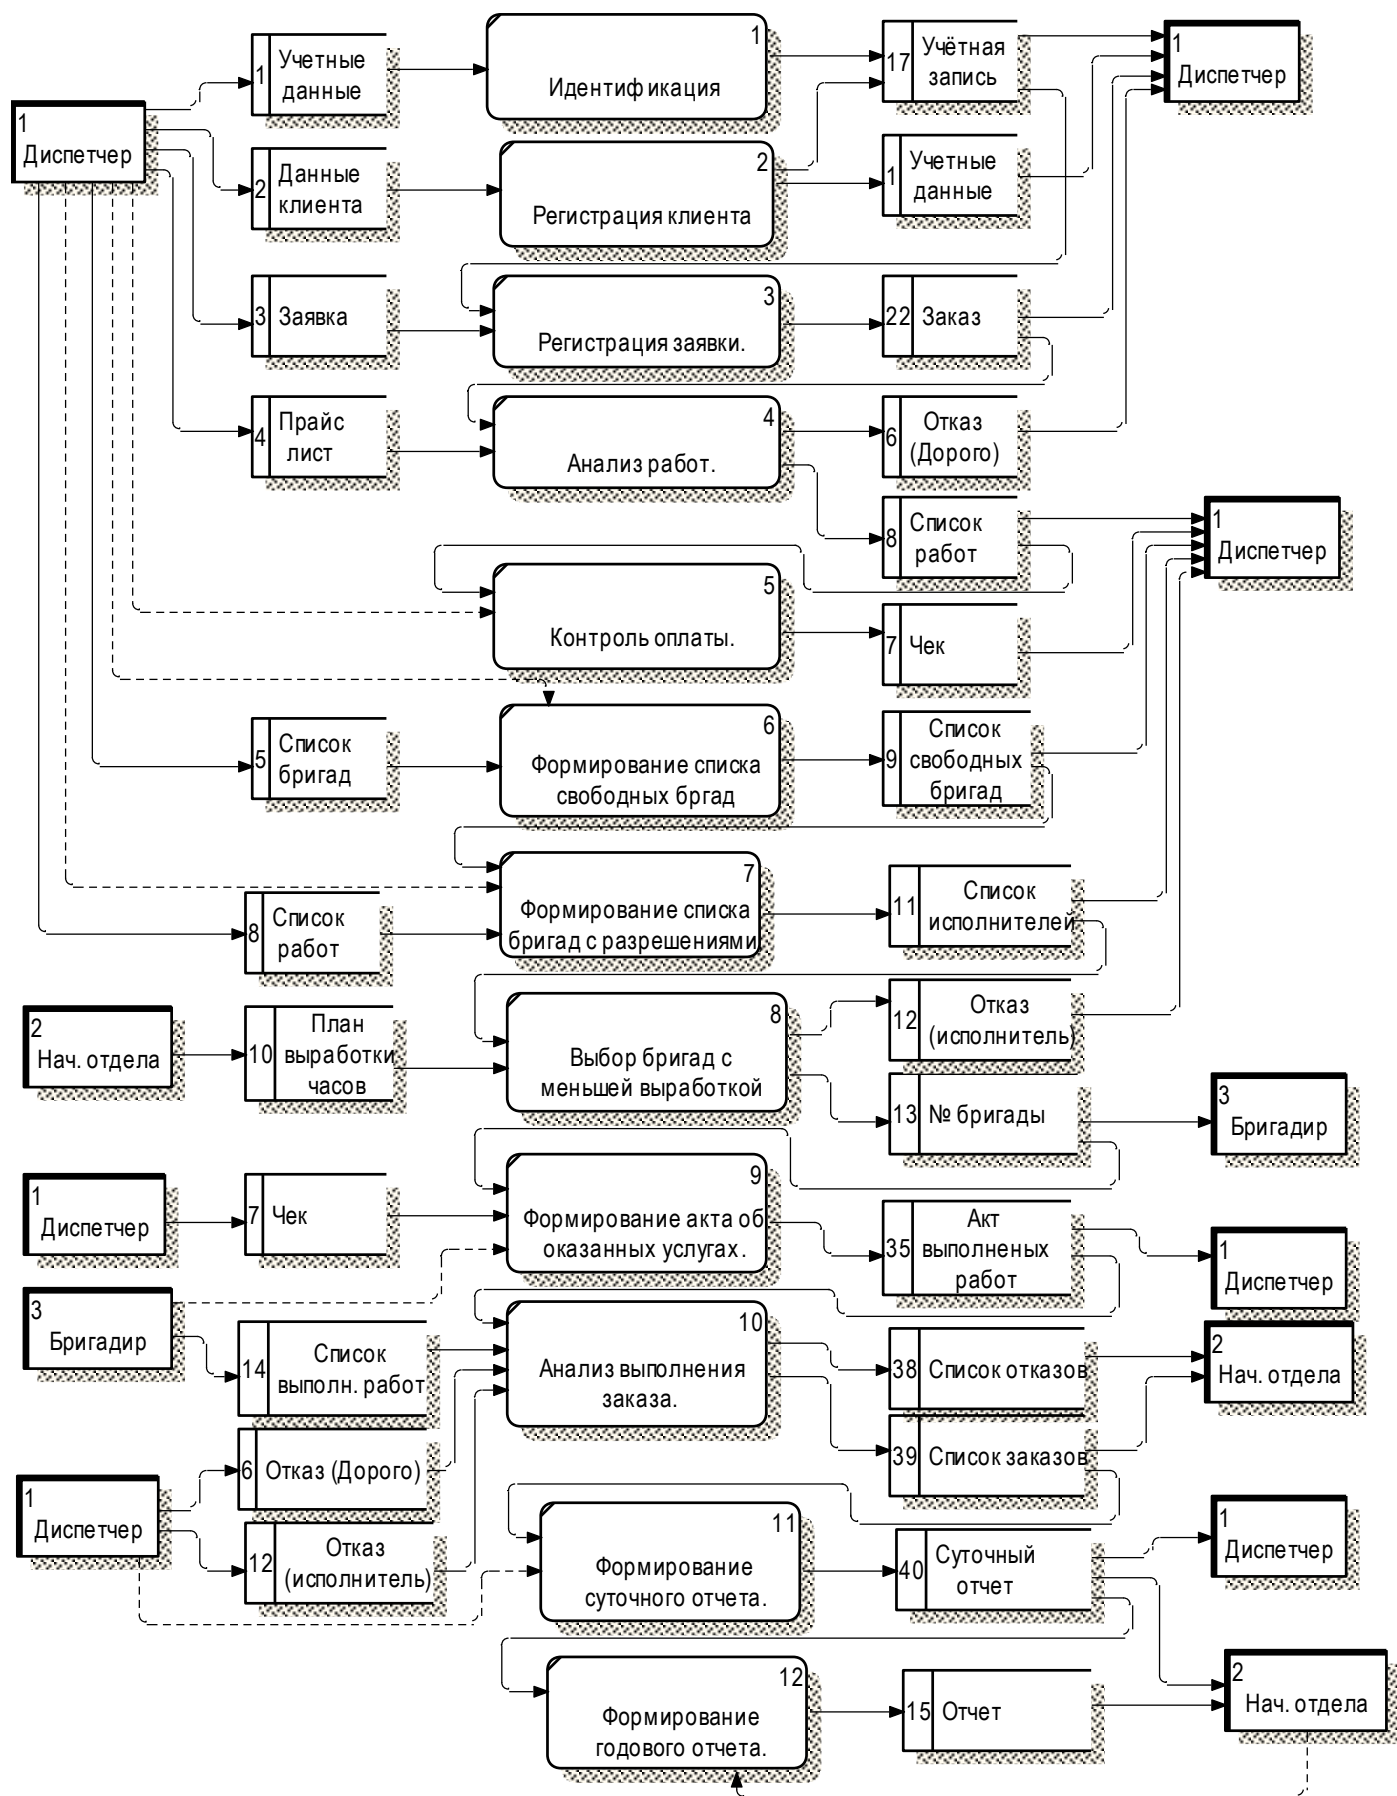 1
Диспетчер
1
Учетные
данные
1
Идентификация
17
Учётная
запись
1
Диспетчер
2
Данные
клиента
2
Регистрация клиента
1
Учетные
данные
3
Заявка
3
Регистрация заявки.
22
Заказ
4
Прайс
лист
4
Анализ работ.
6
Отказ
(Дорого)
8
Список
работ
1
Диспетчер
5
Контроль оплаты.
7
Чек
5
Список
бригад
6
Формирование списка
свободных бргад
9
Список
свободных
бригад
8
Список
работ
7
Формирование списка
бригад с разрешениями
11
Список
исполнителей
2
Нач. отдела
10
План
выработки
часов
8
Выбор бригад с
меньшей выработкой
12
Отказ
(исполнитель)
13
№ бригады
3
Бригадир
1
Диспетчер
7
Чек
9
Формирование акта об
оказанных услугах.
35
Акт
выполненых
работ
1
Диспетчер
3
Бригадир
14
Список
выполн. работ
10
Анализ выполнения
заказа.
38
Список отказов
2
Нач. отдела
39
Список заказов
1
Диспетчер
6
Отказ (Дорого)
12
Отказ
(исполнитель)
11
Формирование
суточного отчета.
40
Суточный
отчет
1
Диспетчер
12
Формирование
годового отчета.
15
Отчет
2
Нач. отдела